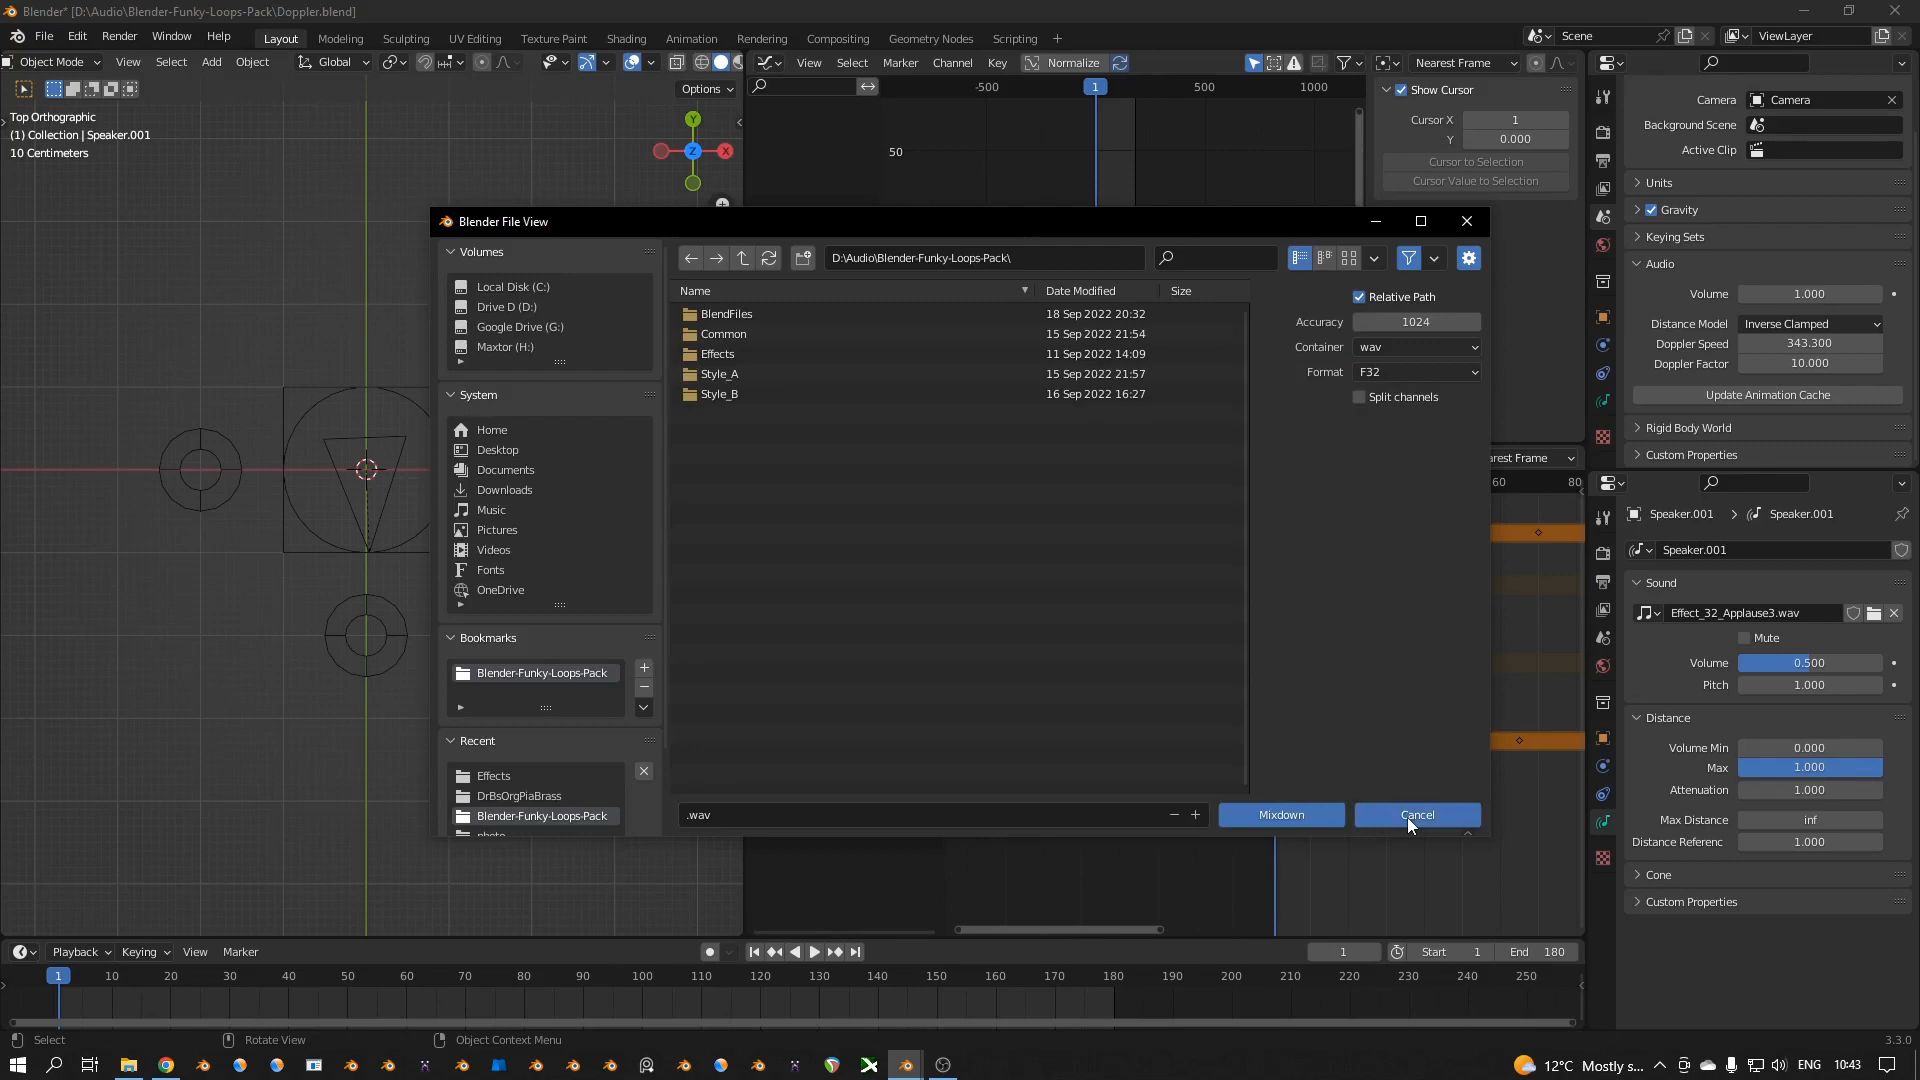 Blender* [D:\Audio\Blender-Funky-Loops-Pack\Doppler.blend]
File Edit Render Window Help Layout Modeling Sculpting UV Editing Texture Paint Shading Animation Rendering Compositing Geometry Nodes Scripting + Scene ViewLayer
Object Mode View Select Add Object Global View Select Marker Channel Key Normalize Nearest Frame
Options -500 1 500 1000
Top Orthographic
(1) Collection | Speaker.001
10 Centimeters
Y
Z X
50
Show Cursor
Cursor X 1
Y 0.000
Cursor to Selection
Cursor Value to Selection
Camera Camera
Background Scene
Active Clip
Units
Gravity
Keying Sets
Audio
Volume 1.000
Distance Model Inverse Clamped
Doppler Speed 343.300
Doppler Factor 10.000
Update Animation Cache
Rigid Body World
Custom Properties
Blender File View
Volumes
Local Disk (C:)
Drive D (D:)
Google Drive (G:)
Maxtor (H:)
System
Home
Desktop
Documents
Downloads
Music
Pictures
Videos
Fonts
OneDrive
Bookmarks
Blender-Funky-Loops-Pack
Recent
Effects
DrBsOrgPiaBrass
Blender-Funky-Loops-Pack
photo
D:\Audio\Blender-Funky-Loops-Pack\
Name Date Modified Size
BlendFiles 18 Sep 2022 20:32
Common 15 Sep 2022 21:54
Effects 11 Sep 2022 14:09
Style_A 15 Sep 2022 21:57
Style_B 16 Sep 2022 16:27
Relative Path
Accuracy 1024
Container wav
Format F32
Split channels
.wav Mixdown Cancel
arest Frame
60 80
Speaker.001 Speaker.001
Speaker.001
Sound
Effect_32_Applause3.wav
Mute
Volume 0.500
Pitch 1.000
Distance
Volume Min 0.000
Max 1.000
Attenuation 1.000
Max Distance inf
Distance Referenc 1.000
Cone
Custom Properties
Playback Keying View Marker 1 Start 1 End 180
1 10 20 30 40 50 60 70 80 90 100 110 120 130 140 150 160 170 180 190 200 210 220 230 240 250
Select Rotate View Object Context Menu 3.3.0
12°C Mostly s... ENG 10:43